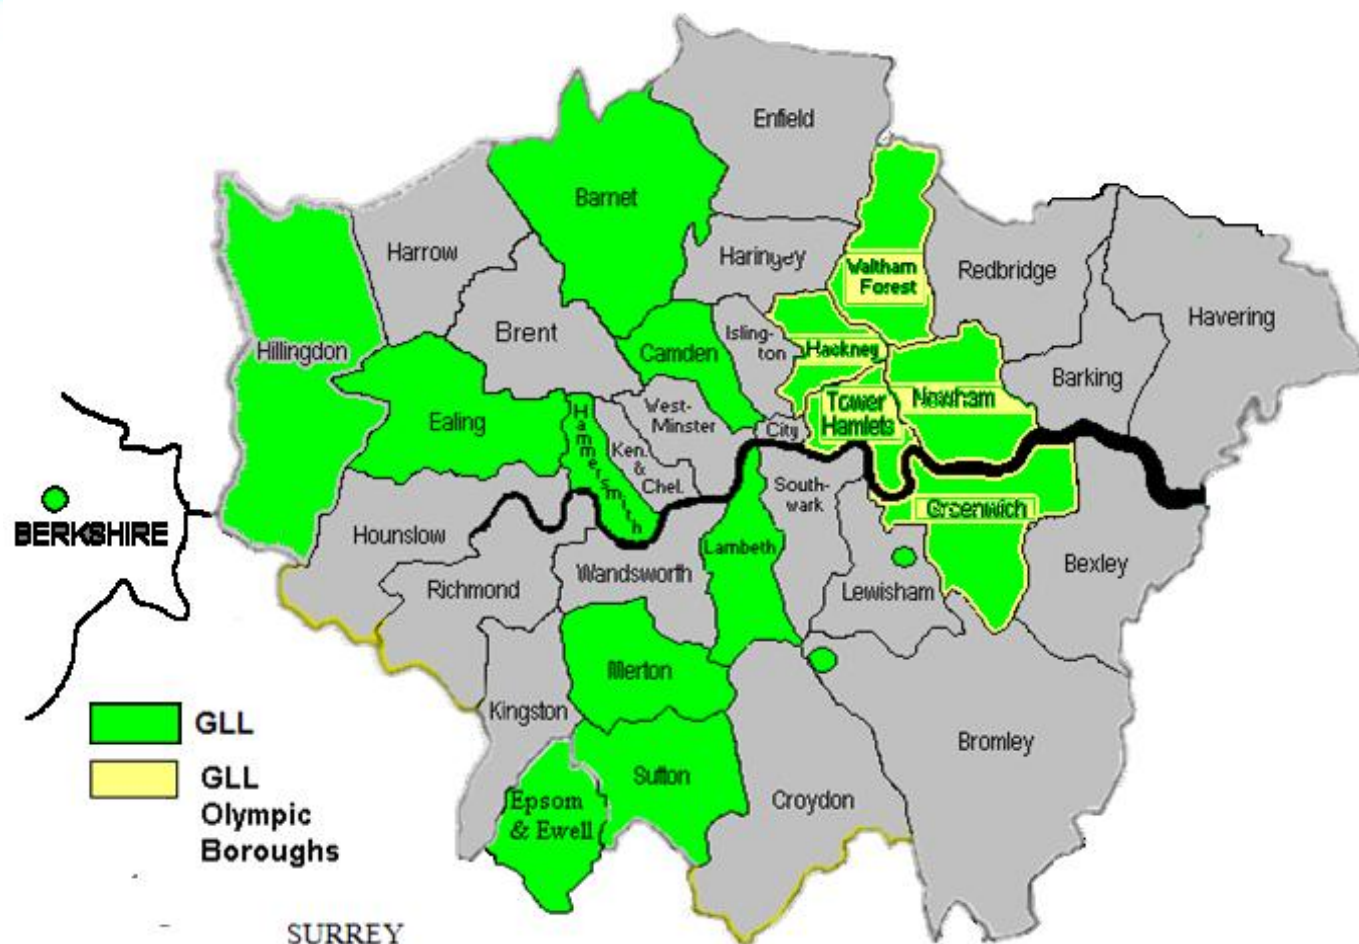 Enfield
Barnet
Harrow
Haringey
Waltham
Forest
Redbridge
Havering
Brent
Hillingdon
Isling-
ton
Camden
Hackney
Barking
Newham
Ealing
Hammersmith
West-
Minster
Ken.
&
Chel.
City
Tower
Hamlets
South-
wark
Greenwich
BERKSHIRE
Hounslow
Lambeth
Bexley
Richmond
Wandsworth
Lewisham
Merton
Kingston
GLL
Bromley
Sutton
Croydon
GLL
Olympic
Boroughs
Epsom
& Ewell
SURREY